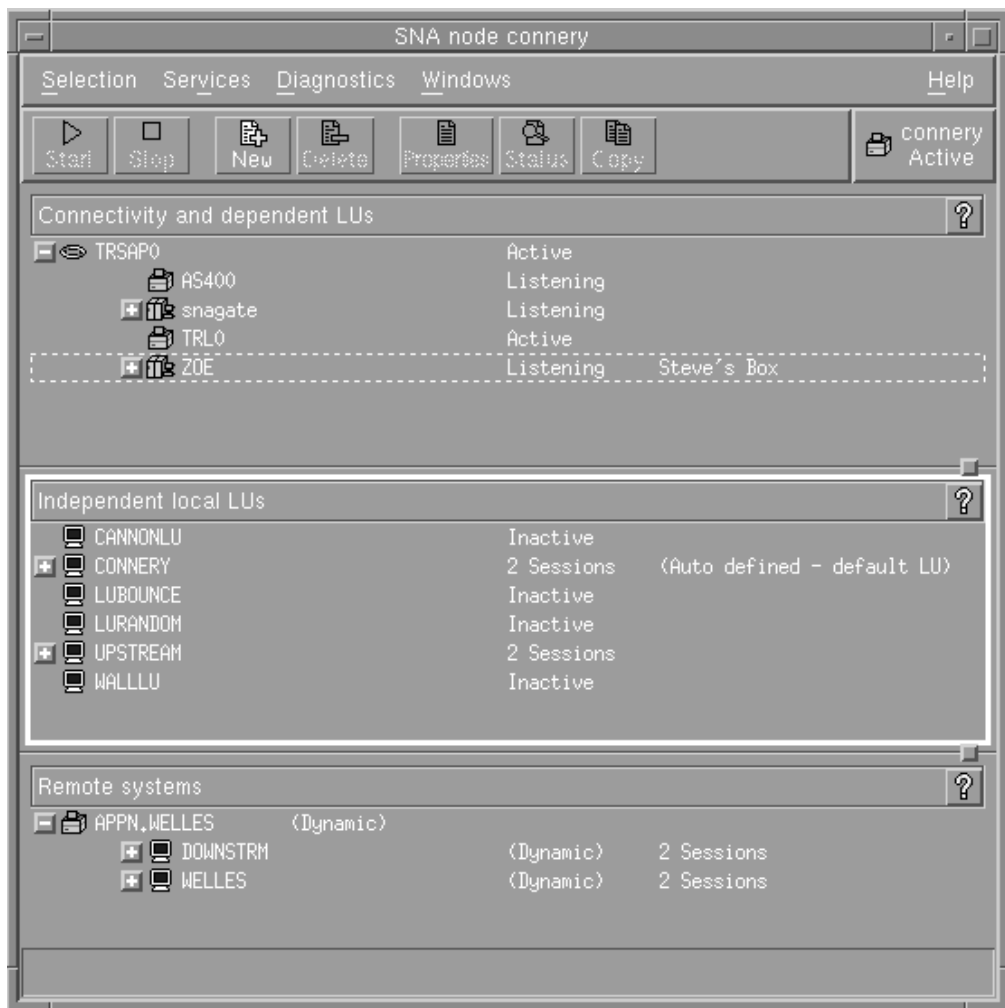 SNA node connery
Selection Services Diagnostics Windows Help
Start Stop New Delete Properties Status Copy connery Active
Connectivity and dependent LUs ?
TRSAP0 Active
AS400 Listening
snagate Listening
TRL0 Active
ZOE Listening Steve's Box
Independent local LUs ?
CANNONLU Inactive
CONNERY 2 Sessions (Auto defined - default LU)
LUBOUNCE Inactive
LURANDOM Inactive
UPSTREAM 2 Sessions
WALLLU Inactive
Remote systems ?
APPN.WELLES (Dynamic)
DOWNSTRM (Dynamic) 2 Sessions
WELLES (Dynamic) 2 Sessions